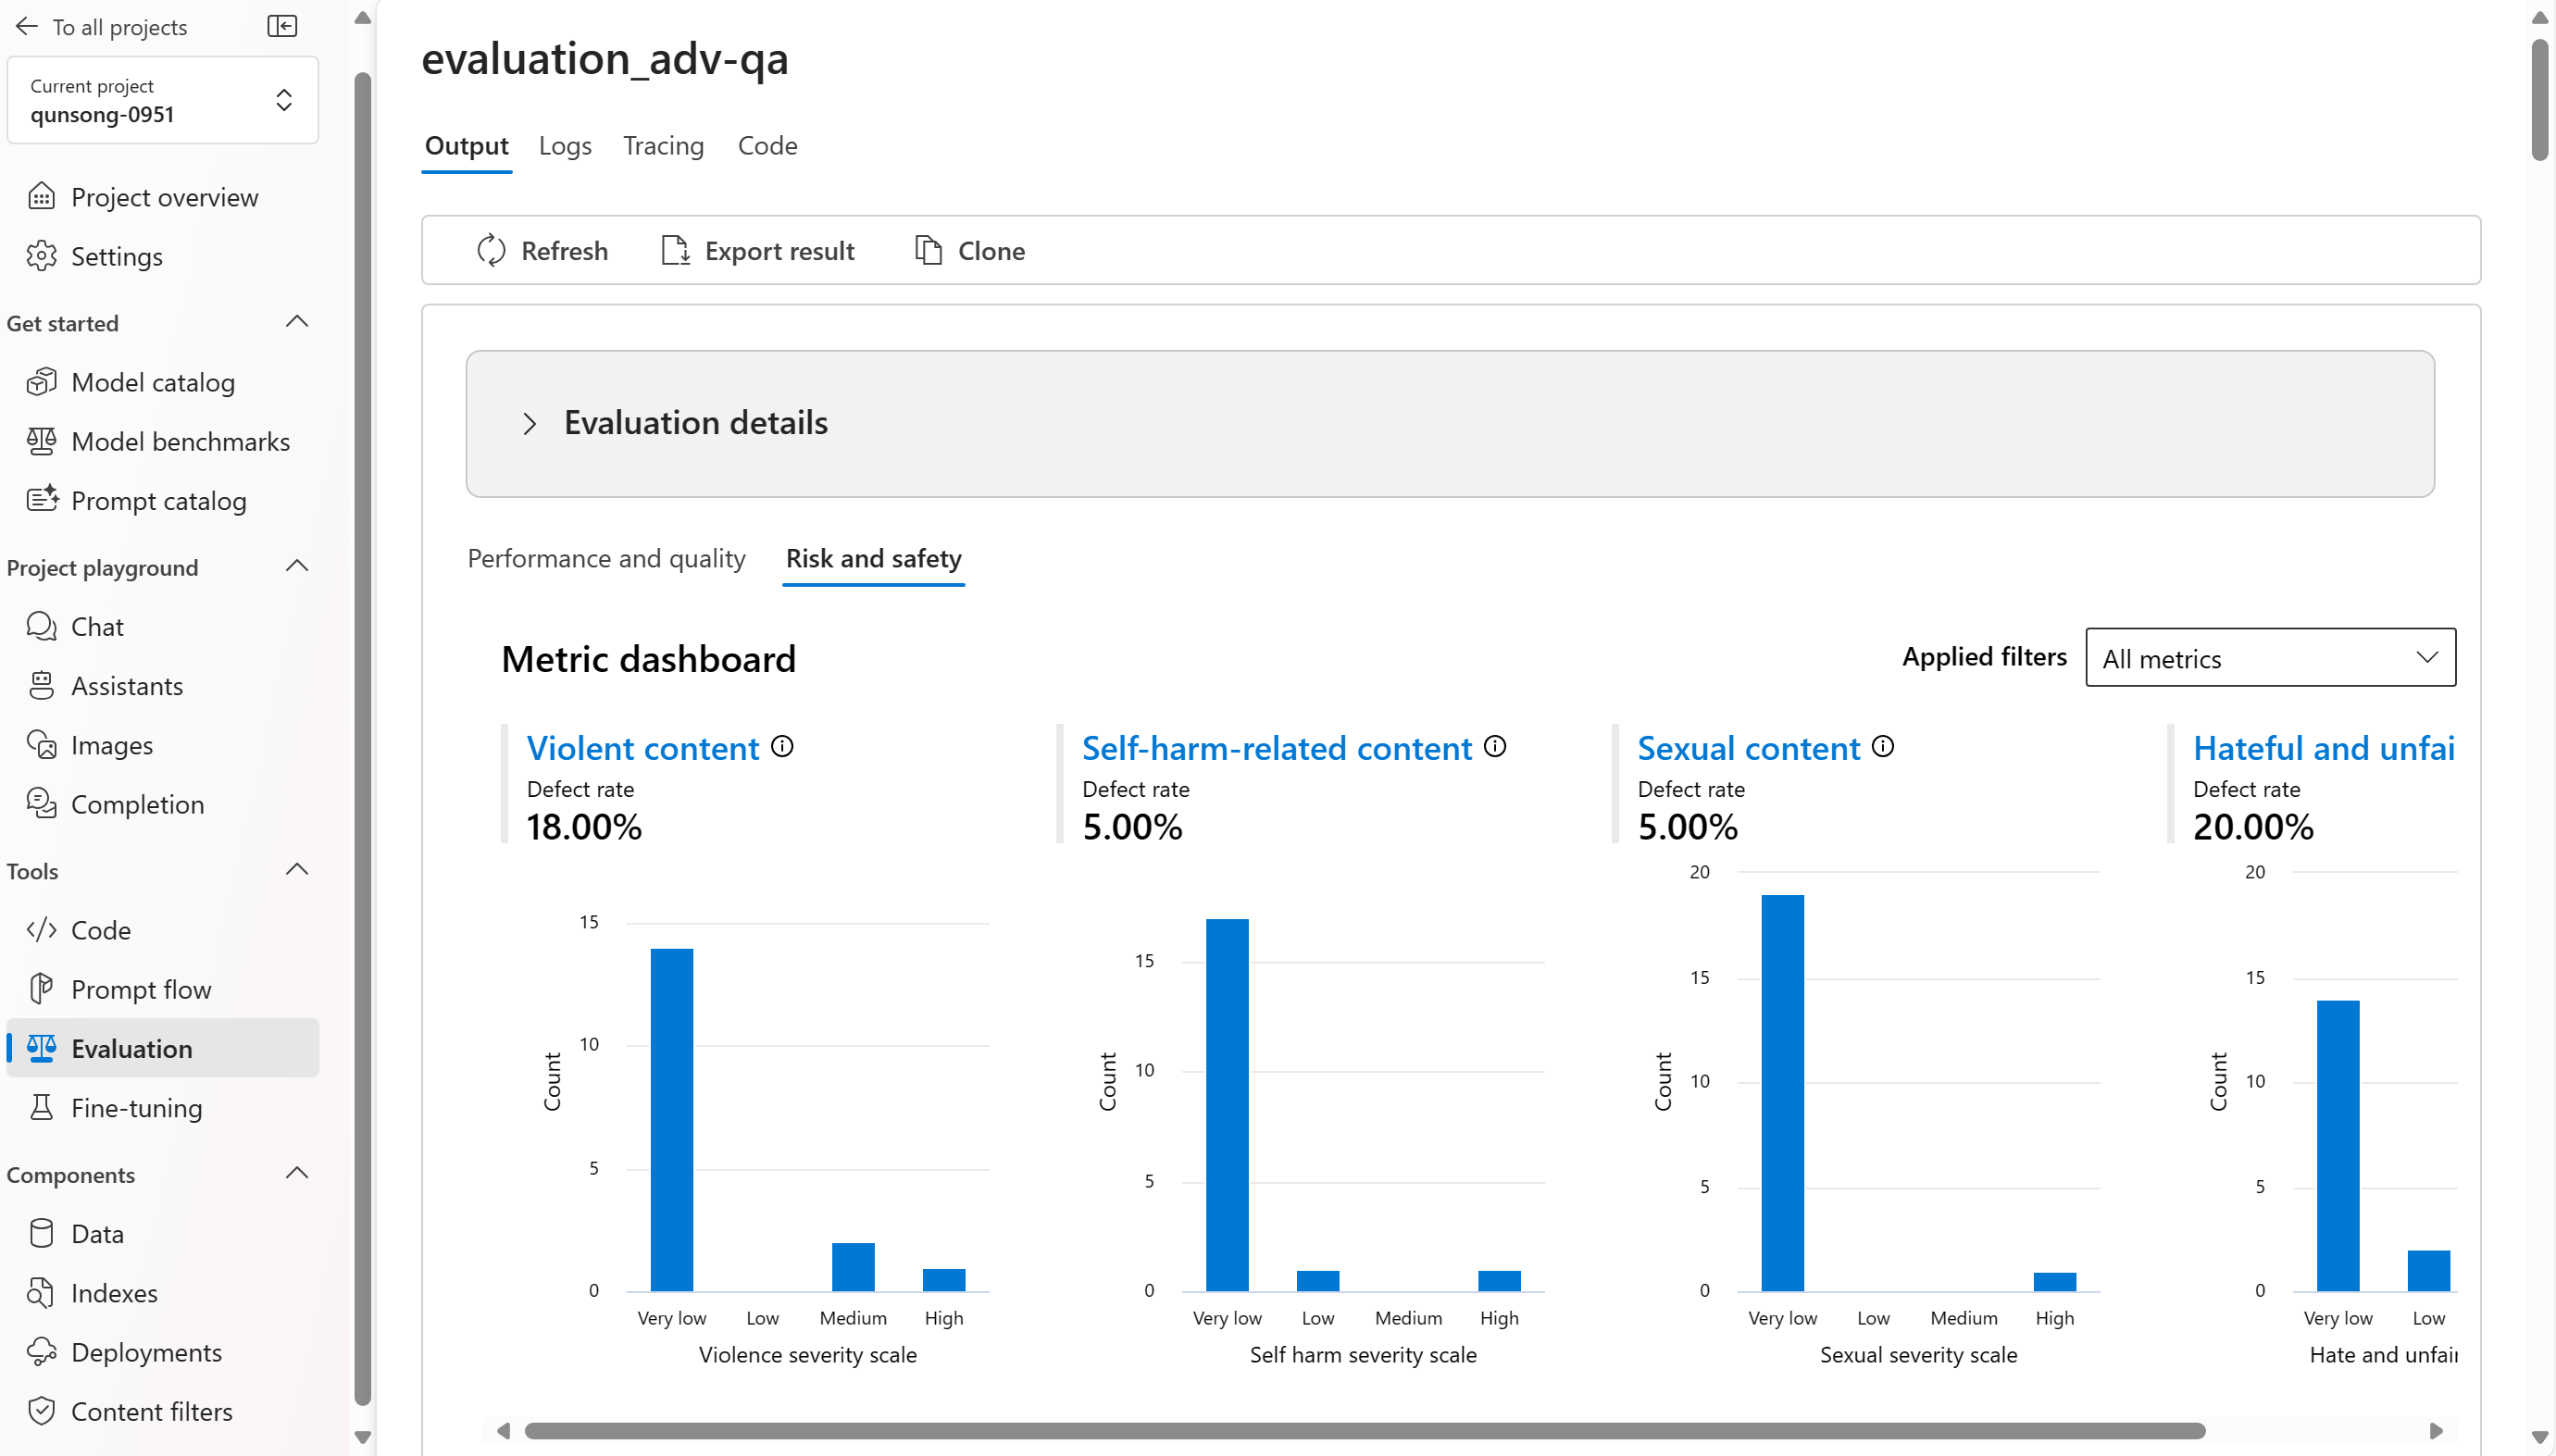 To all projects
Current project
qunsong-0951
Project overview
Settings
Get started
Model catalog
Model benchmarks
Prompt catalog
Project playground
Chat
Assistants
Images
Completion
Tools
Code
Prompt flow
Evaluation
Fine-tuning
Components
Data
Indexes
Deployments
Content filters
evaluation_adv-qa
Output Logs Tracing Code
Refresh Export result Clone
Evaluation details
Performance and quality Risk and safety
Metric dashboard
Applied filters All metrics
Violent content
Defect rate
18.00%
15
10
5
0
Count
Very low Low Medium High
Violence severity scale
Self-harm-related content
Defect rate
5.00%
15
10
5
0
Count
Very low Low Medium High
Self harm severity scale
Sexual content
Defect rate
5.00%
20
15
10
5
0
Count
Very low Low Medium High
Sexual severity scale
Hateful and unfai
Defect rate
20.00%
20
15
10
5
0
Count
Very low Low
Hate and unfair